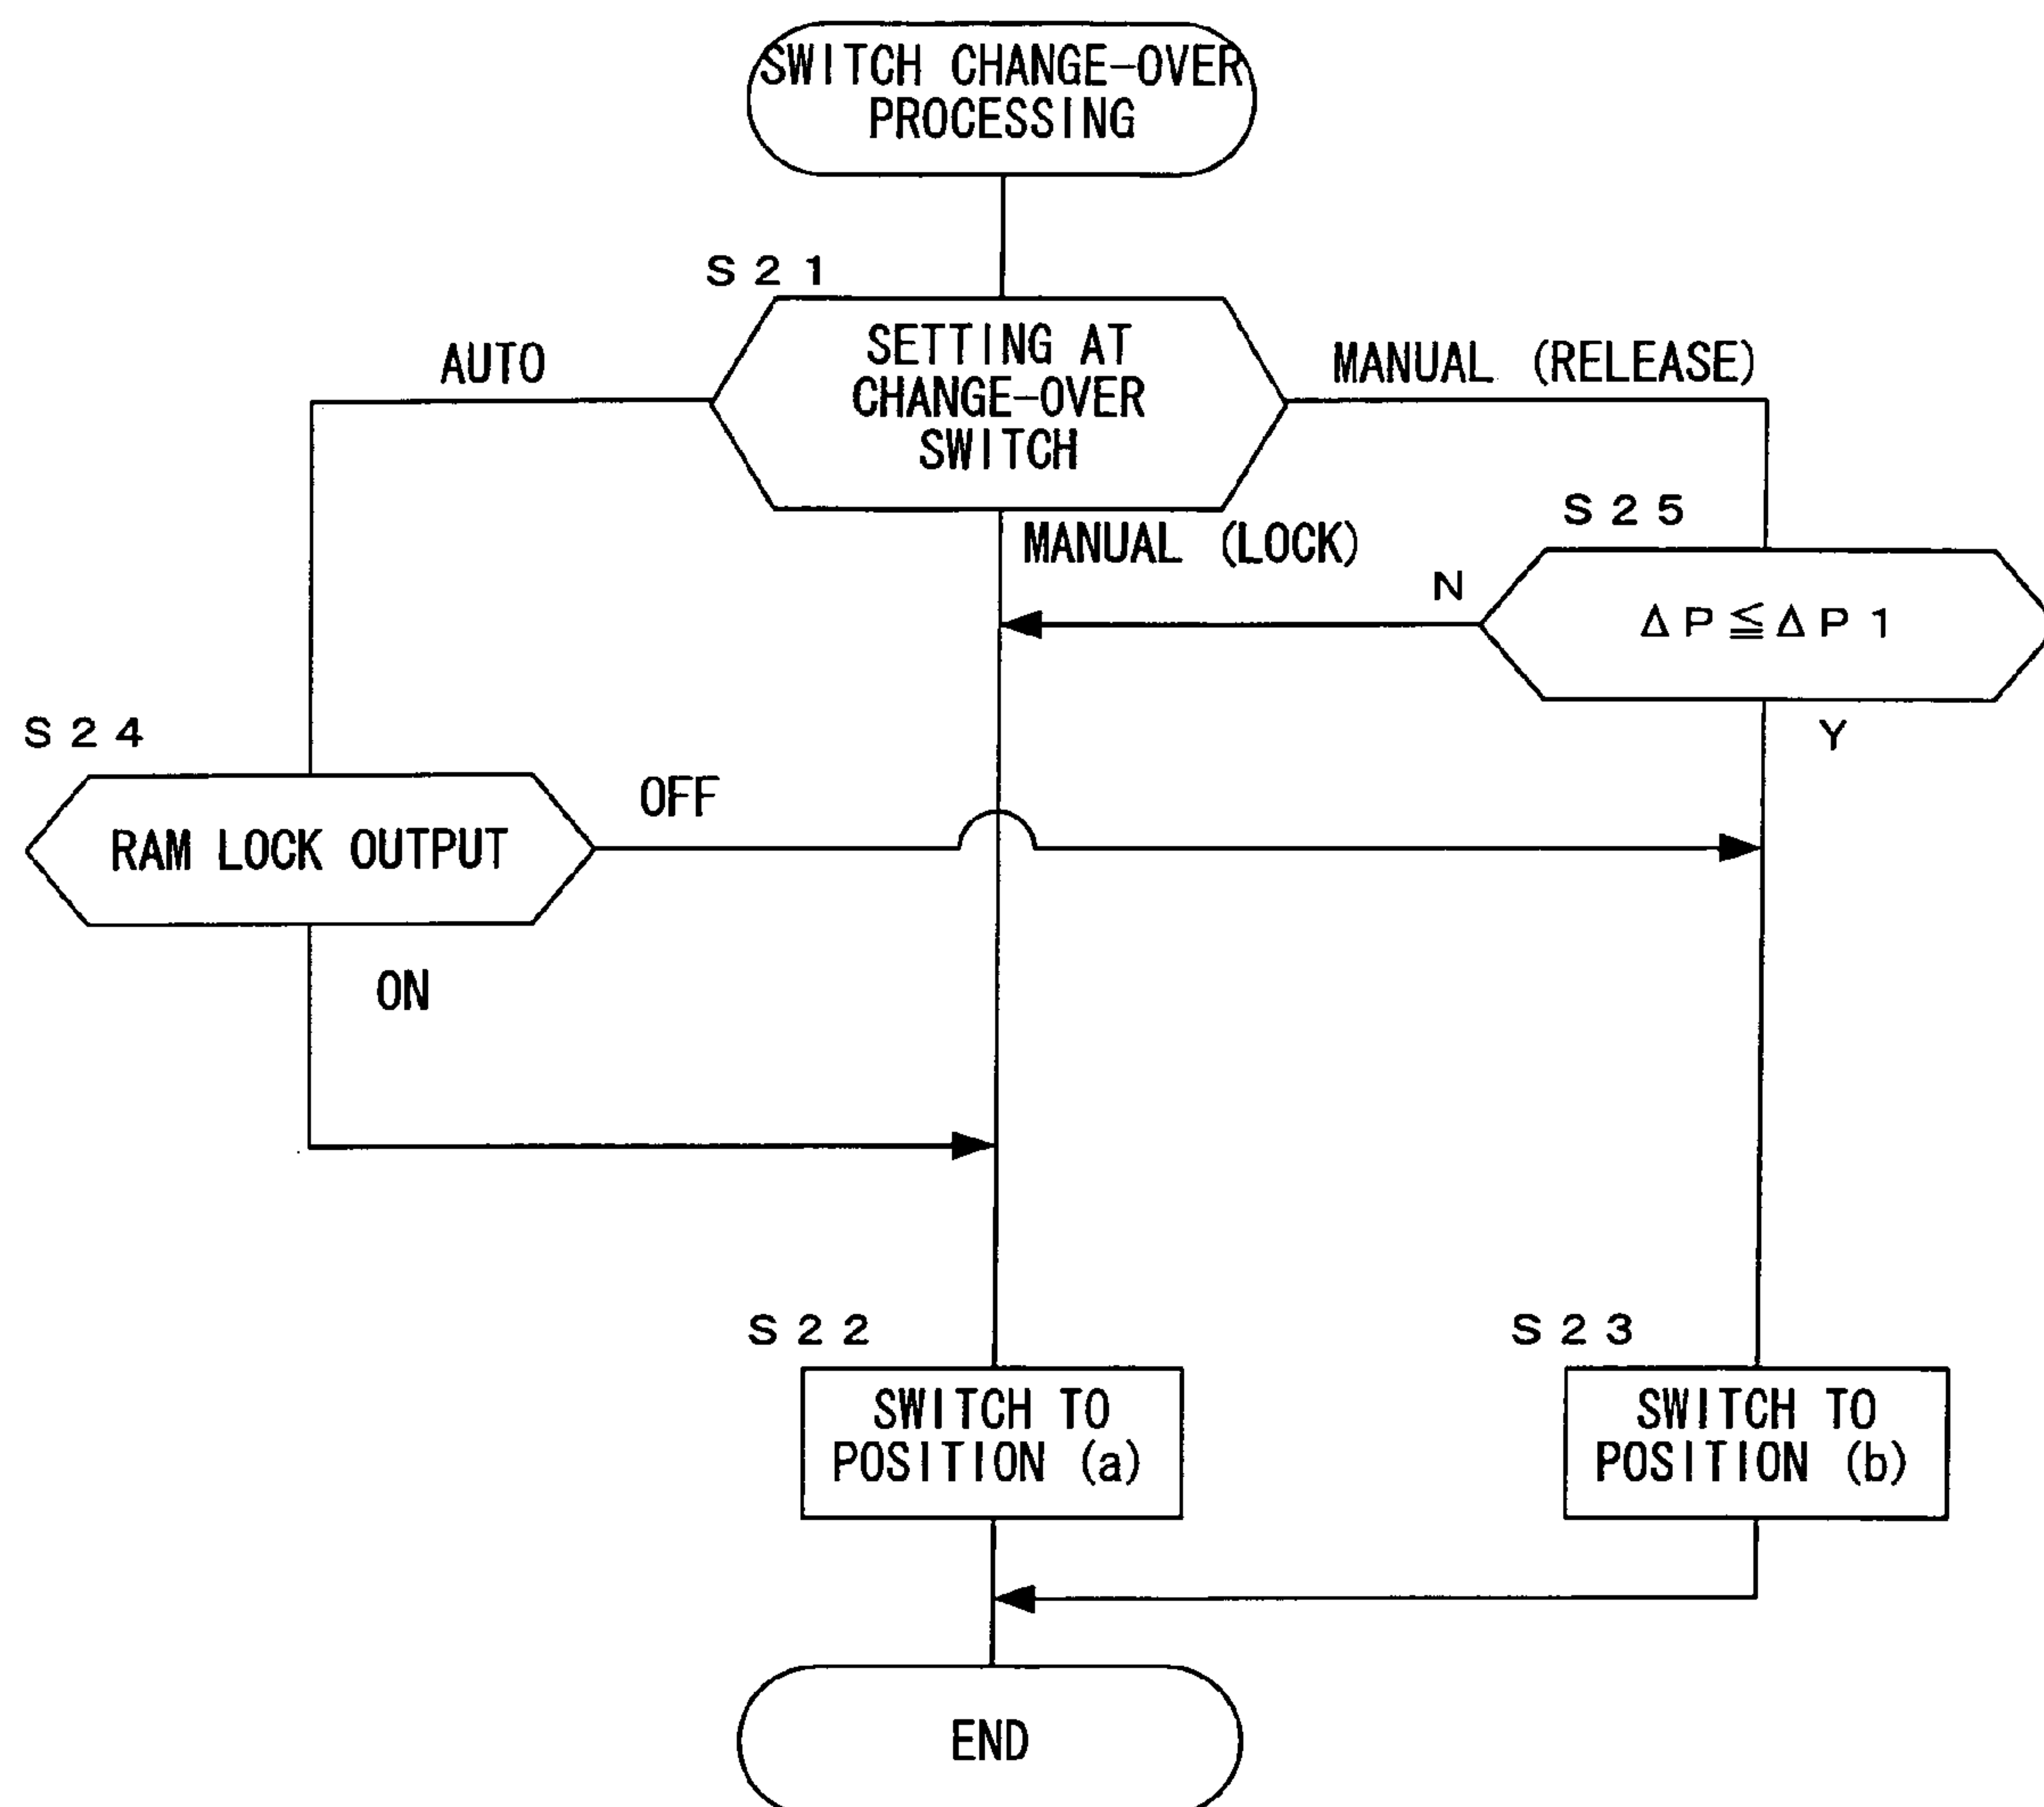 SWITCH CHANGE-OVER
PROCESSING
S21
SETTING AT
CHANGE-OVER
SWITCH
AUTO
MANUAL (RELEASE)
MANUAL (LOCK)
S25
N
ΔP≦ΔP1
Y
S24
RAM LOCK OUTPUT
OFF
ON
S22
SWITCH TO
POSITION (a)
S23
SWITCH TO
POSITION (b)
END